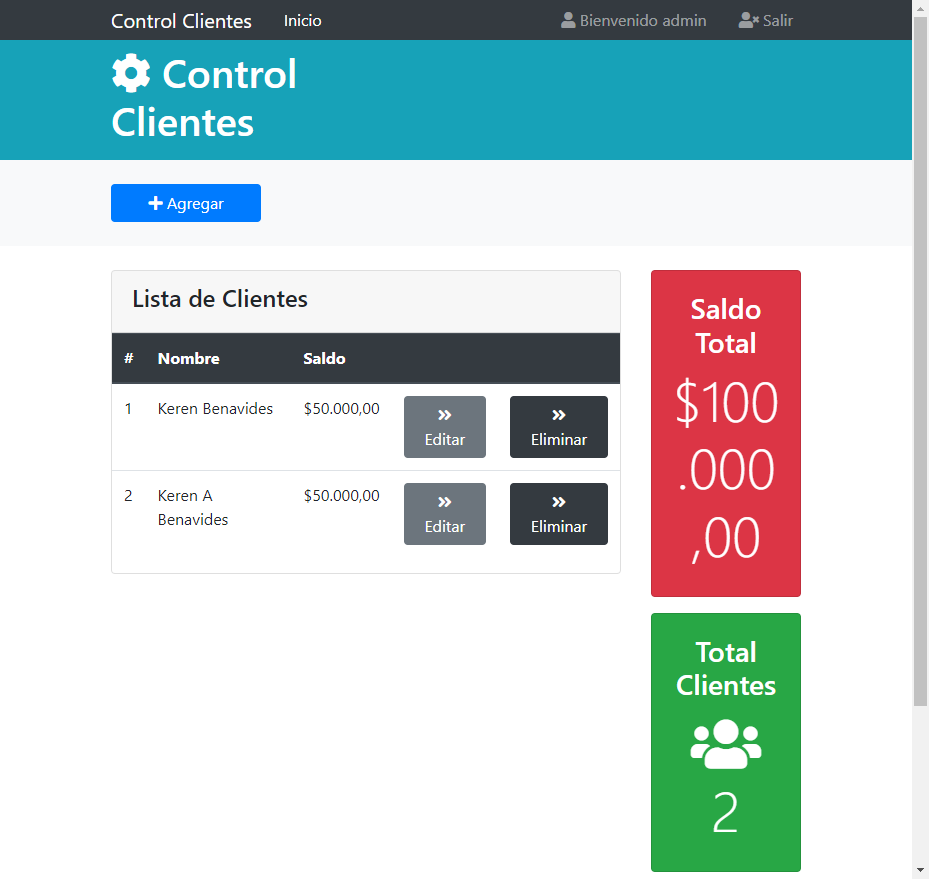 Control Clientes Inicio Bienvenido admin Salir
Control
Clientes
Agregar
Lista de Clientes
# Nombre Saldo
1 Keren Benavides $50.000,00 Editar Eliminar
2 Keren A
Benavides $50.000,00 Editar Eliminar
Saldo
Total
$100
.000
,00
Total
Clientes
2